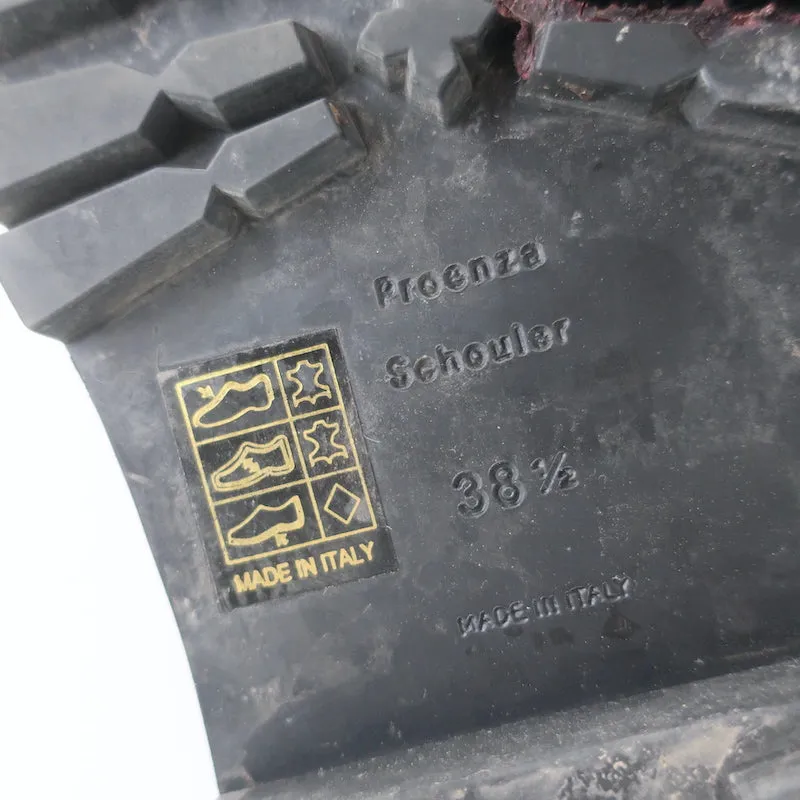 Proenza
Schouler
38 ½
MADE IN ITALY
MADE IN ITALY